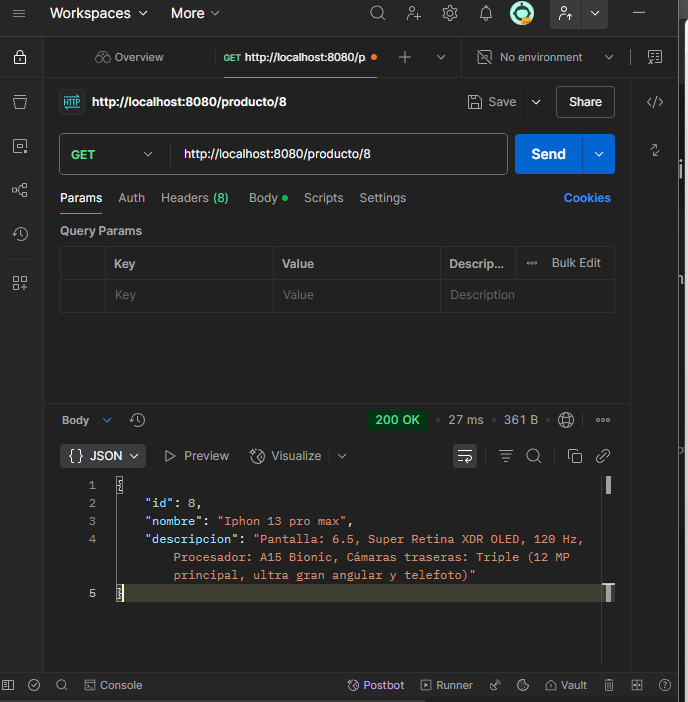 Workspaces More
Overview GET http://localhost:8080/p No environment
HTTP http://localhost:8080/producto/8 Save Share
GET http://localhost:8080/producto/8 Send
Params Auth Headers (8) Body Scripts Settings Cookies
Query Params
Key Value Descrip... Bulk Edit
Key Value Description
Body 200 OK 27 ms 361 B
{} JSON Preview Visualize
1 {
2 "id": 8,
3 "nombre": "Iphon 13 pro max",
4 "descripcion": "Pantalla: 6.5, Super Retina XDR OLED, 120 Hz,
Procesador: A15 Bionic, Cámaras traseras: Triple (12 MP
principal, ultra gran angular y telefoto)"
5 }
Console Postbot Runner Vault